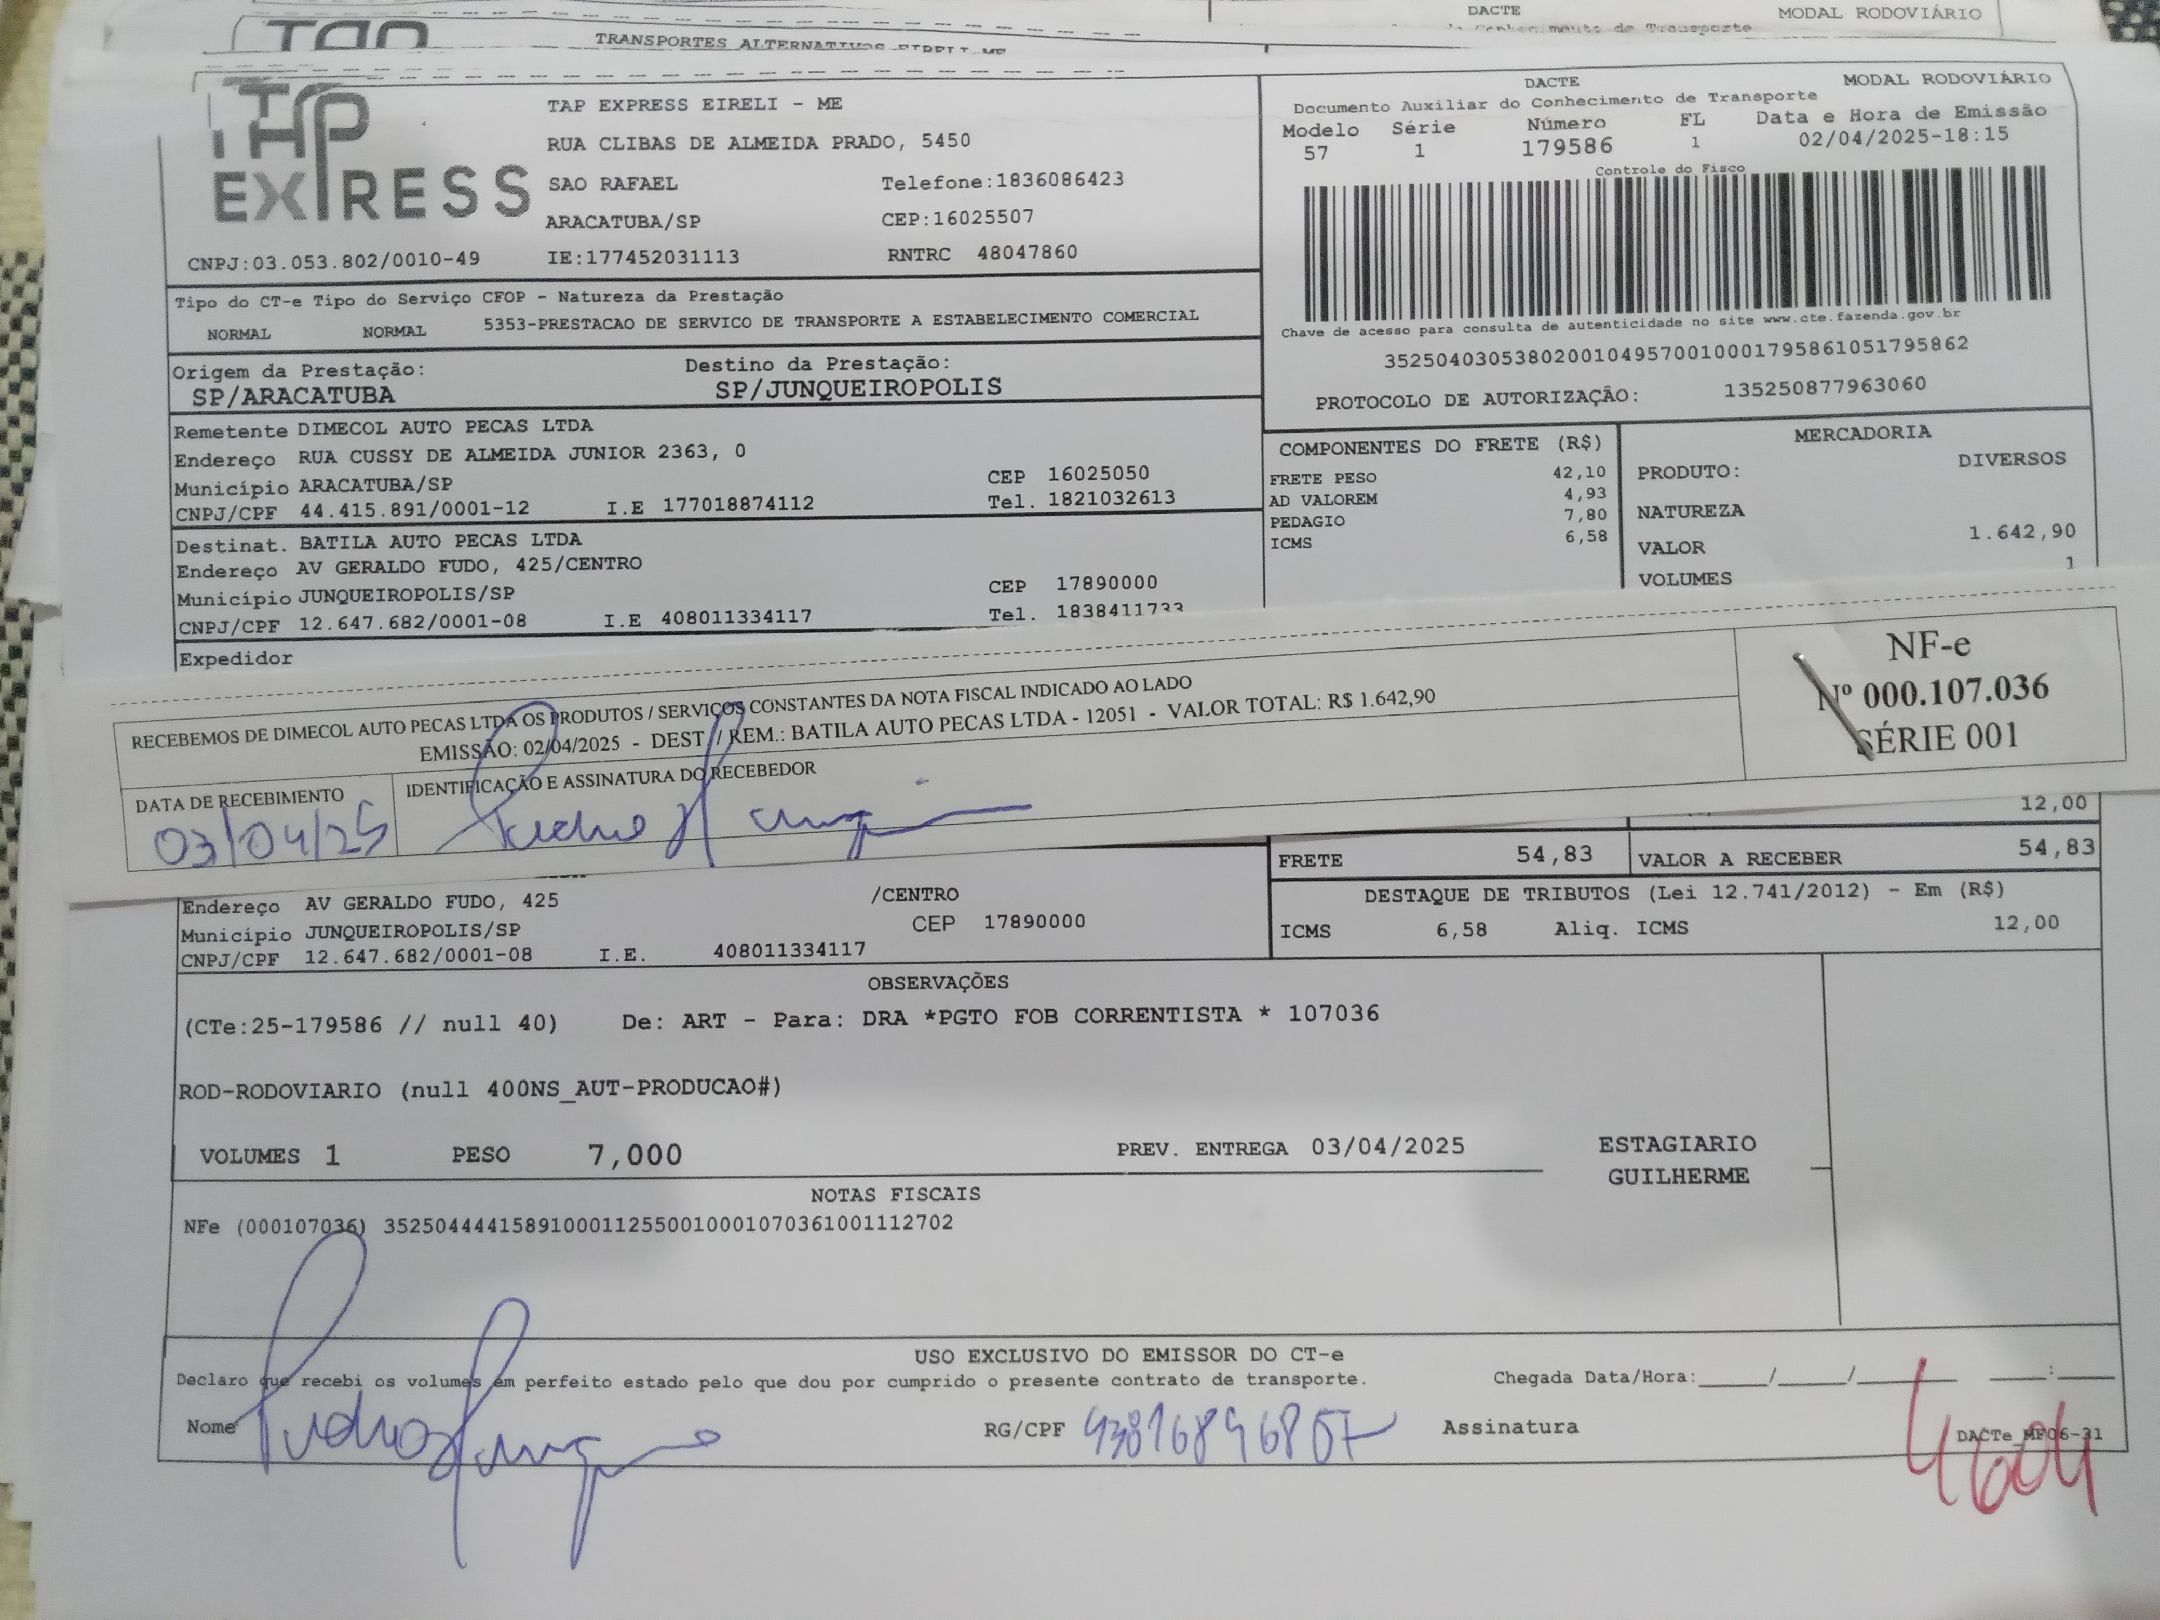 DACTE
MODAL RODOVIÁRIO
TRANSPORTES ALTERNATIVOS EIRELI ME
de Transporte
TAP EXPRESS
TAP EXPRESS EIRELI - ME
RUA CLIBAS DE ALMEIDA PRADO, 5450
SAO RAFAEL Telefone:1836086423
ARACATUBA/SP CEP:16025507
CNPJ:03.053.802/0010-49 IE:177452031113 RNTRC 48047860
DACTE MODAL RODOVIÁRIO
Documento Auxiliar do Conhecimento de Transporte
Modelo Série Número FL Data e Hora de Emissão
57 1 179586 1 02/04/2025-18:15
Controle do Fisco
Chave de acesso para consulta de autenticidade no site www.cte.fazenda.gov.br
35250403053802001049570010001795861051795862
PROTOCOLO DE AUTORIZAÇÂO: 135250877963060
Tipo do CT-e Tipo do Serviço CFOP - Natureza da Prestação
NORMAL NORMAL 5353-PRESTACAO DE SERVICO DE TRANSPORTE A ESTABELECIMENTO COMERCIAL
Origem da Prestação: Destino da Prestação:
SP/ARACATUBA SP/JUNQUEIROPOLIS
Remetente DIMECOL AUTO PECAS LTDA
Endereço RUA CUSSY DE ALMEIDA JUNIOR 2363, 0
Município ARACATUBA/SP CEP 16025050
CNPJ/CPF 44.415.891/0001-12 I.E 177018874112 Tel. 1821032613
Destinat. BATILA AUTO PECAS LTDA
Endereço AV GERALDO FUDO, 425/CENTRO
Município JUNQUEIROPOLIS/SP CEP 17890000
CNPJ/CPF 12.647.682/0001-08 I.E 408011334117 Tel. 1838411733
Expedidor
COMPONENTES DO FRETE (R$)
FRETE PESO 42,10
AD VALOREM 4,93
PEDAGIO 7,80
ICMS 6,58
MERCADORIA
PRODUTO: DIVERSOS
NATUREZA
VALOR 1.642,90
VOLUMES 1
RECEBEMOS DE DIMECOL AUTO PECAS LTDA OS PRODUTOS / SERVIÇOS CONSTANTES DA NOTA FISCAL INDICADO AO LADO
EMISSÃO: 02/04/2025 - DEST. / REM.: BATILA AUTO PECAS LTDA - 12051 - VALOR TOTAL: R$ 1.642,90
DATA DE RECEBIMENTO IDENTIFICAÇÃO E ASSINATURA DO RECEBEDOR
03/04/25
NF-e
Nº 000.107.036
SÉRIE 001
12,00
FRETE 54,83 VALOR A RECEBER 54,83
DESTAQUE DE TRIBUTOS (Lei 12.741/2012) - Em (R$)
ICMS 6,58 Aliq. ICMS 12,00
Endereço AV GERALDO FUDO, 425 /CENTRO
Município JUNQUEIROPOLIS/SP CEP 17890000
CNPJ/CPF 12.647.682/0001-08 I.E. 408011334117
OBSERVAÇÕES
(CTe:25-179586 // null 40) De: ART - Para: DRA *PGTO FOB CORRENTISTA * 107036
ROD-RODOVIARIO (null 400NS_AUT-PRODUCAO#)
VOLUMES 1 PESO 7,000 PREV. ENTREGA 03/04/2025 ESTAGIARIO
GUILHERME
NOTAS FISCAIS
NFe (000107036) 35250444415891000112550010001070361001112702
USO EXCLUSIVO DO EMISSOR DO CT-e
Declaro que recebi os volumes em perfeito estado pelo que dou por cumprido o presente contrato de transporte. Chegada Data/Hora:_____/_____/_______ ____:____
Nome RG/CPF Assinatura
DACTe_MF06-31